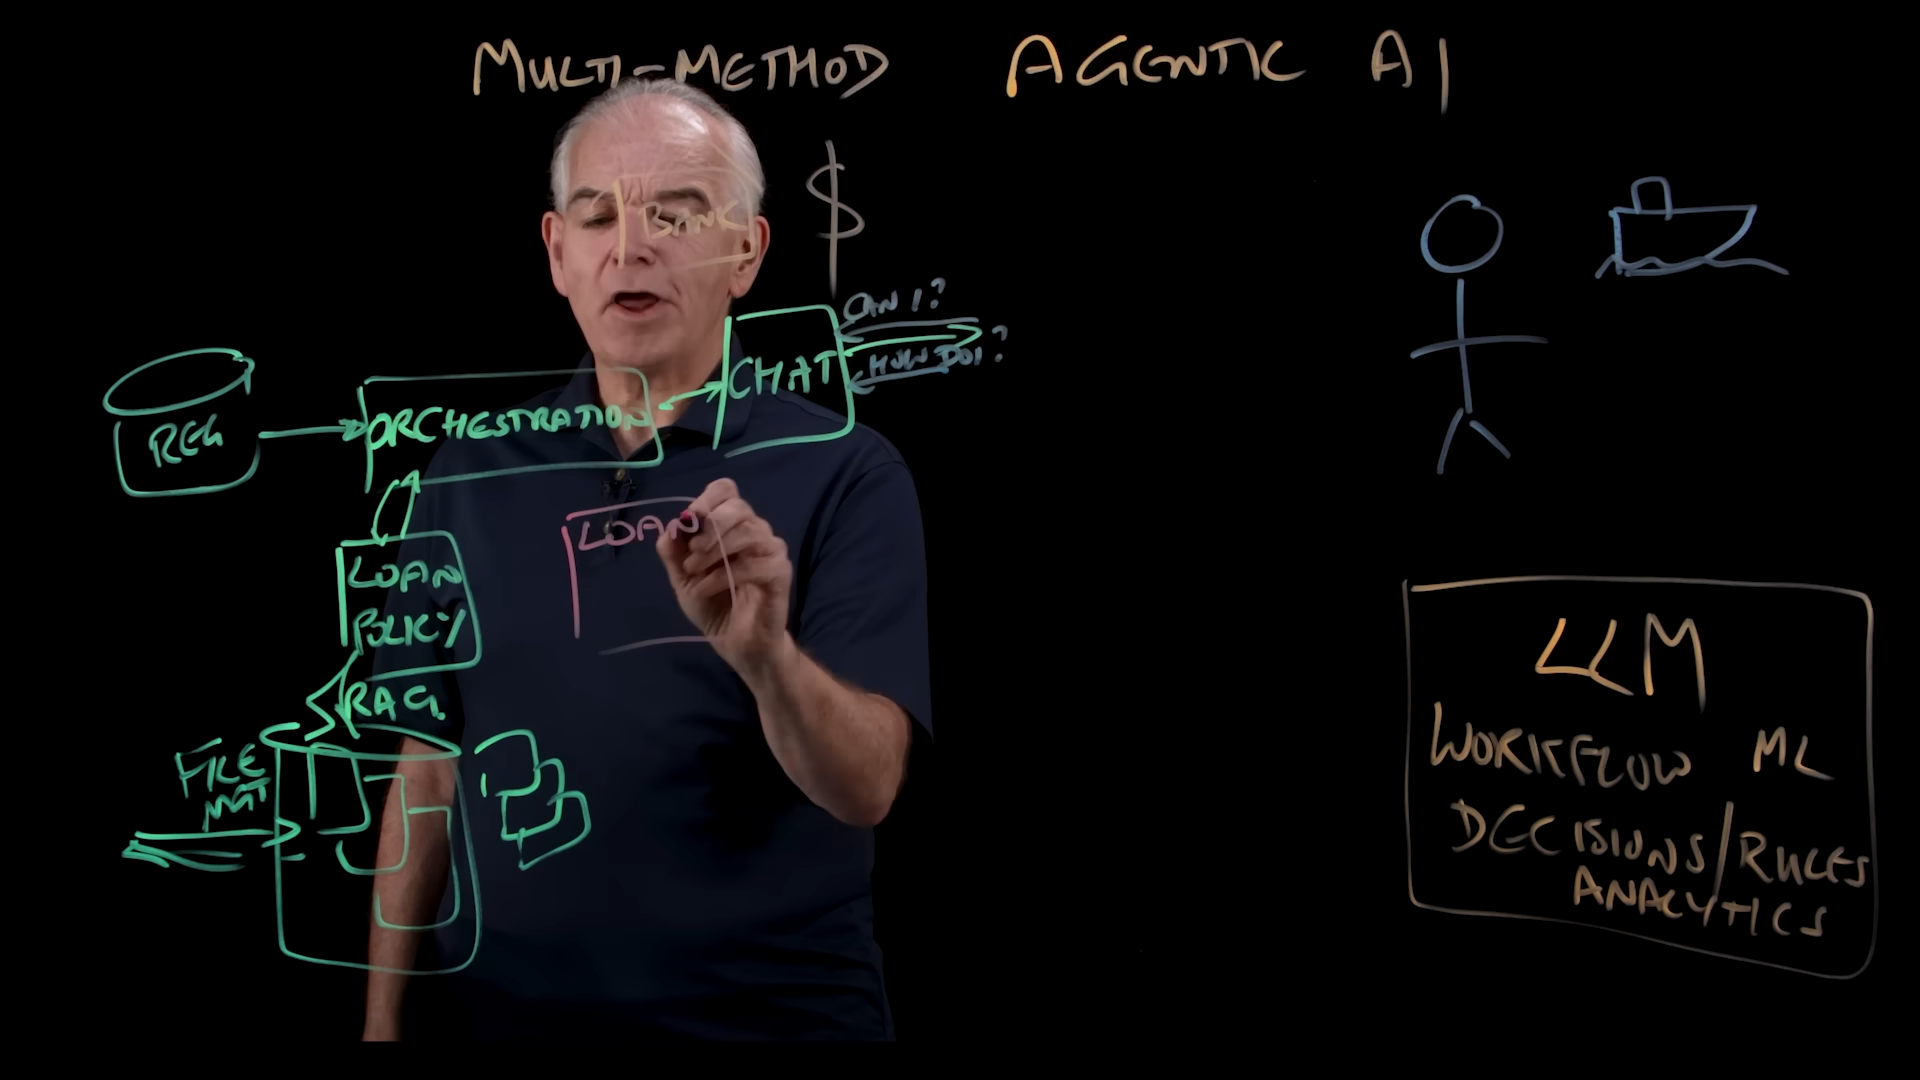 MULTI-METHOD AGENTIC AI
BANK
$
CAN I?
HOW DO I?
CHAT
REG
ORCHESTRATION
LOAN
LOAN
POLICY
RAG.
FILE
MGT
LLM
WORKFLOW ML
DECISIONS/RULES
ANALYTICS